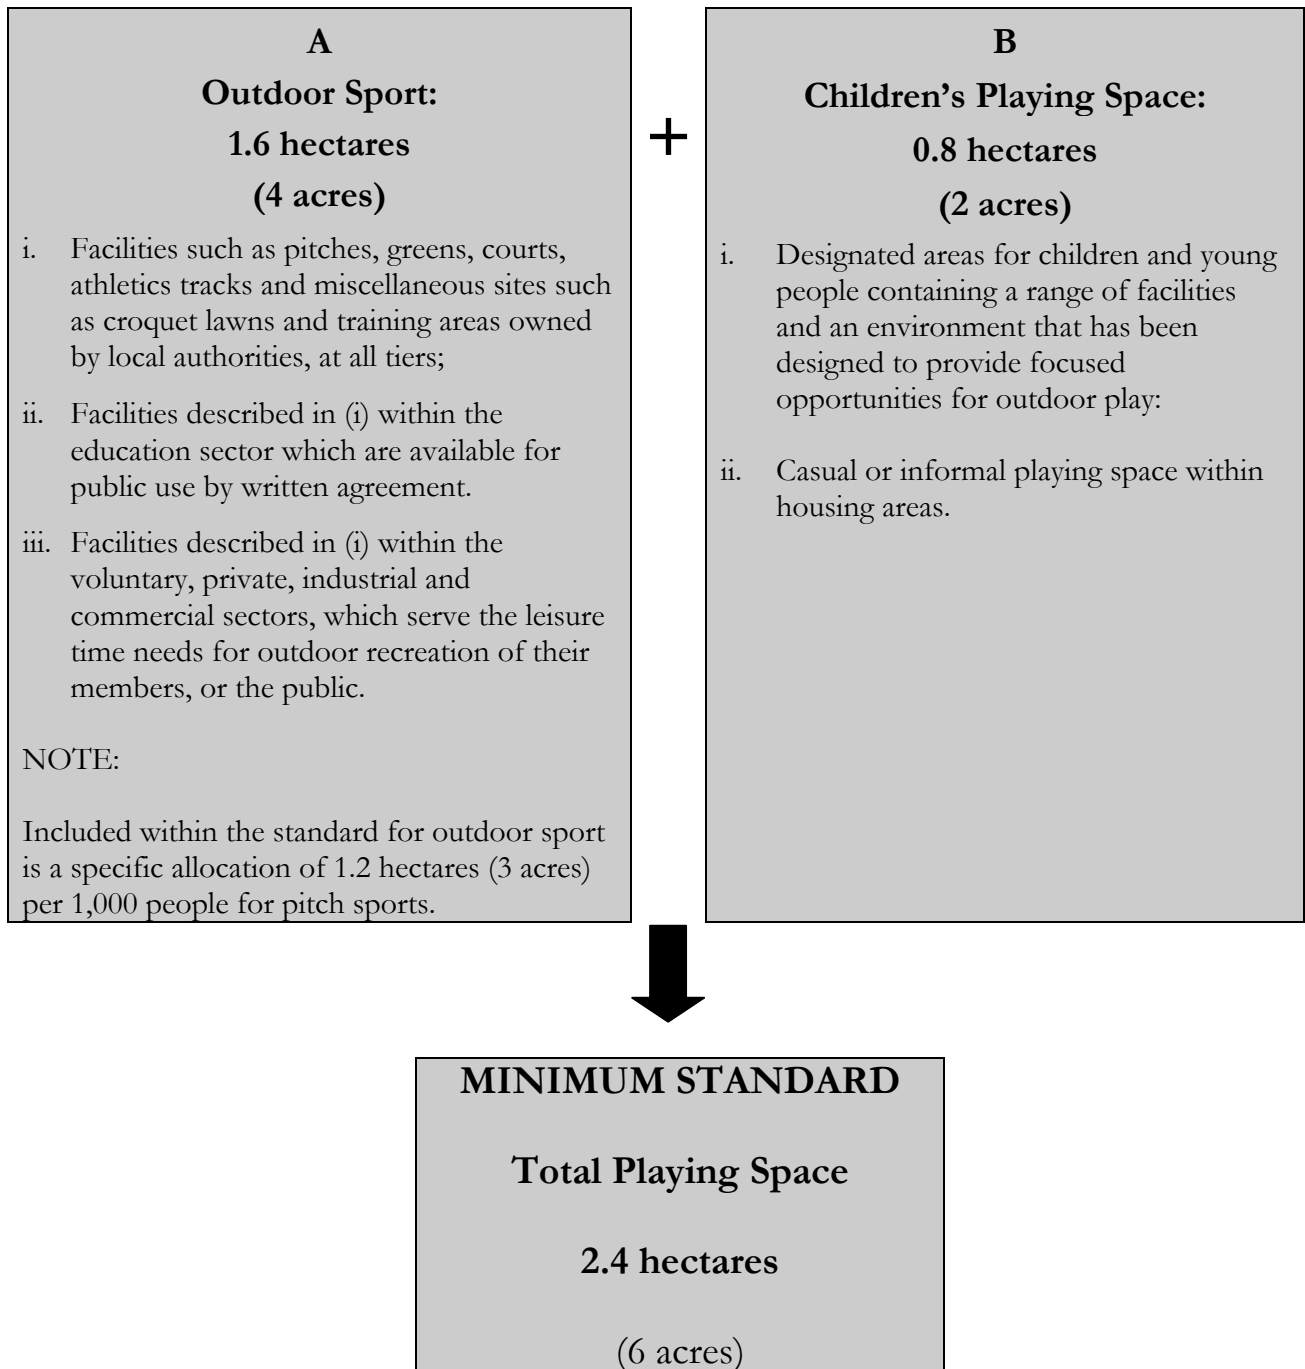 A
Outdoor Sport:
1.6 hectares
(4 acres)
i. Facilities such as pitches, greens, courts,
athletics tracks and miscellaneous sites such
as croquet lawns and training areas owned
by local authorities, at all tiers;
ii. Facilities described in (i) within the
education sector which are available for
public use by written agreement.
iii. Facilities described in (i) within the
voluntary, private, industrial and
commercial sectors, which serve the leisure
time needs for outdoor recreation of their
members, or the public.
NOTE:
Included within the standard for outdoor sport
is a specific allocation of 1.2 hectares (3 acres)
per 1,000 people for pitch sports.
+
B
Children’s Playing Space:
0.8 hectares
(2 acres)
i. Designated areas for children and young
people containing a range of facilities
and an environment that has been
designed to provide focused
opportunities for outdoor play:
ii. Casual or informal playing space within
housing areas.
MINIMUM STANDARD
Total Playing Space
2.4 hectares
(6 acres)